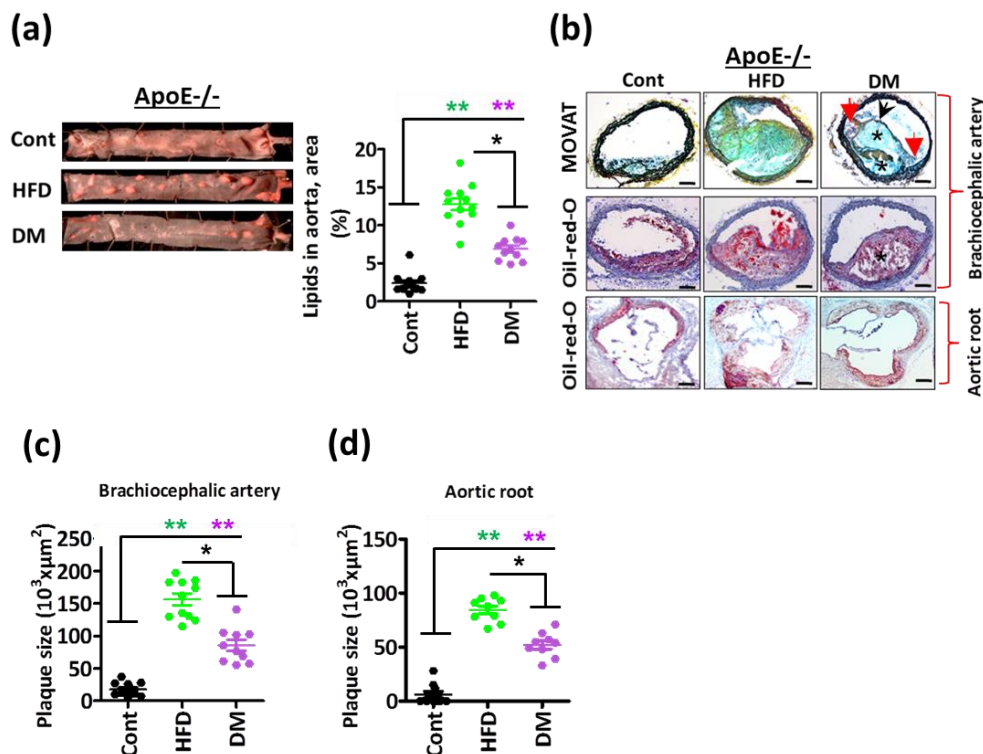 (a)
ApoE-/-
Cont
HFD
DM
Lipids in aorta, area
(%)
** **
*
20
15
10
5
0
Cont
HFD
DM
(b)
ApoE-/-
Cont
HFD
DM
MOVAT
*
*
Oil-red-O
*
Oil-red-O
Brachiocephalic artery
Aortic root
(c)
Brachiocephalic artery
** **
*
Plaque size (10³xµm²)
250
200
150
100
50
0
Cont
HFD
DM
(d)
Aortic root
** **
*
Plaque size (10³xµm²)
150
100
50
0
Cont
HFD
DM